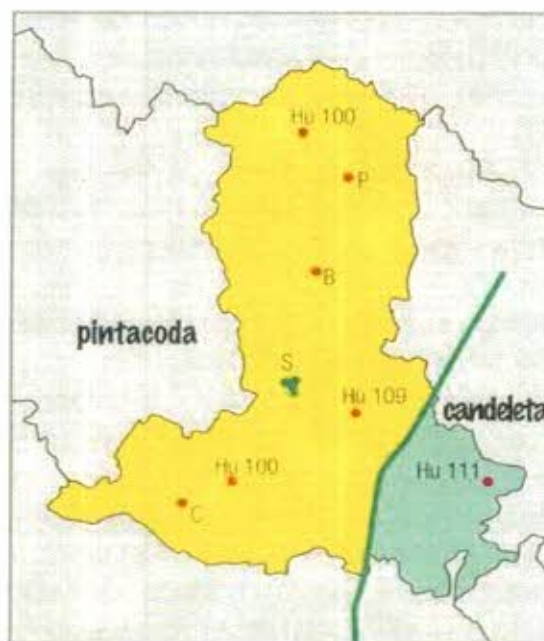 Hu 100
P
B
pintacoda
S
Hu 109
candeleta
Hu 100
Hu 111
C